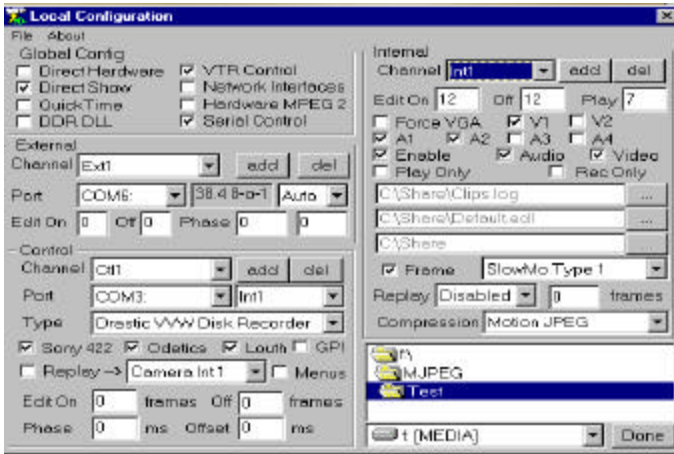 Local Configuration
File About
Global Config
Direct Hardware VTR Control
Direct Show Network Interfaces
QuickTime Hardware MPEG 2
DDR DLL Serial Control
External
Channel Ext1 add del
Port COM6: 38.4 8-o-1 Auto
Edit On 0 Off 0 Phase 0 0
Control
Channel Ctl1 add del
Port COM3: Int1
Type Drastic VVW Disk Recorder
Sony 422 Odetics Louth GPI
Replay -> Camera Int 1 Menus
Edit On 0 frames Off 0 frames
Phase 0 ms Offset 0 ms
Internal
Channel Int1 add del
Edit On 12 Off 12 Play 7
Force VGA V1 V2
A1 A2 A3 A4
Enable Audio Video
Play Only Rec Only
C:\Share\Clips.log ...
C:\Share\Default.edl ...
C:\Share ...
Frame SlowMo Type 1
Replay Disabled 0 frames
Compression Motion JPEG
t:\
MJPEG
Test
t: [MEDIA] Done